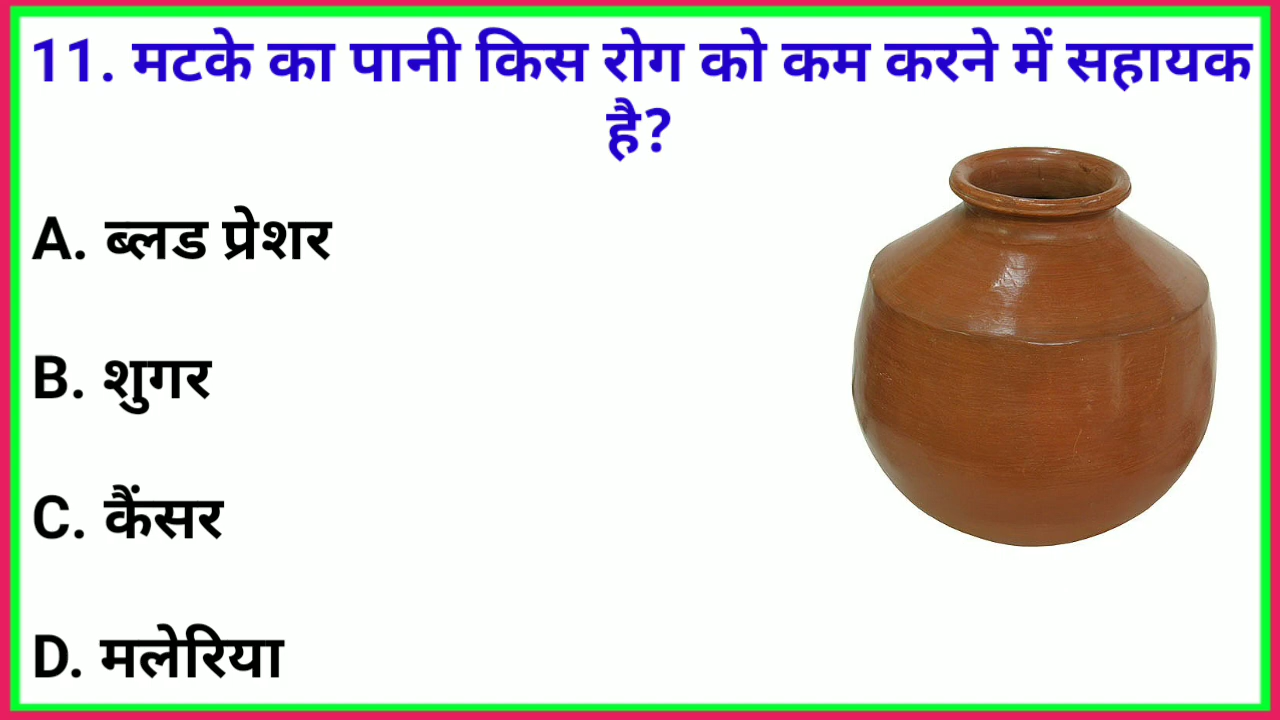 11. मटके का पानी किस रोग को कम करने में सहायक
है?
A. ब्लड प्रेशर
B. शुगर
C. कैंसर
D. मलेरिया